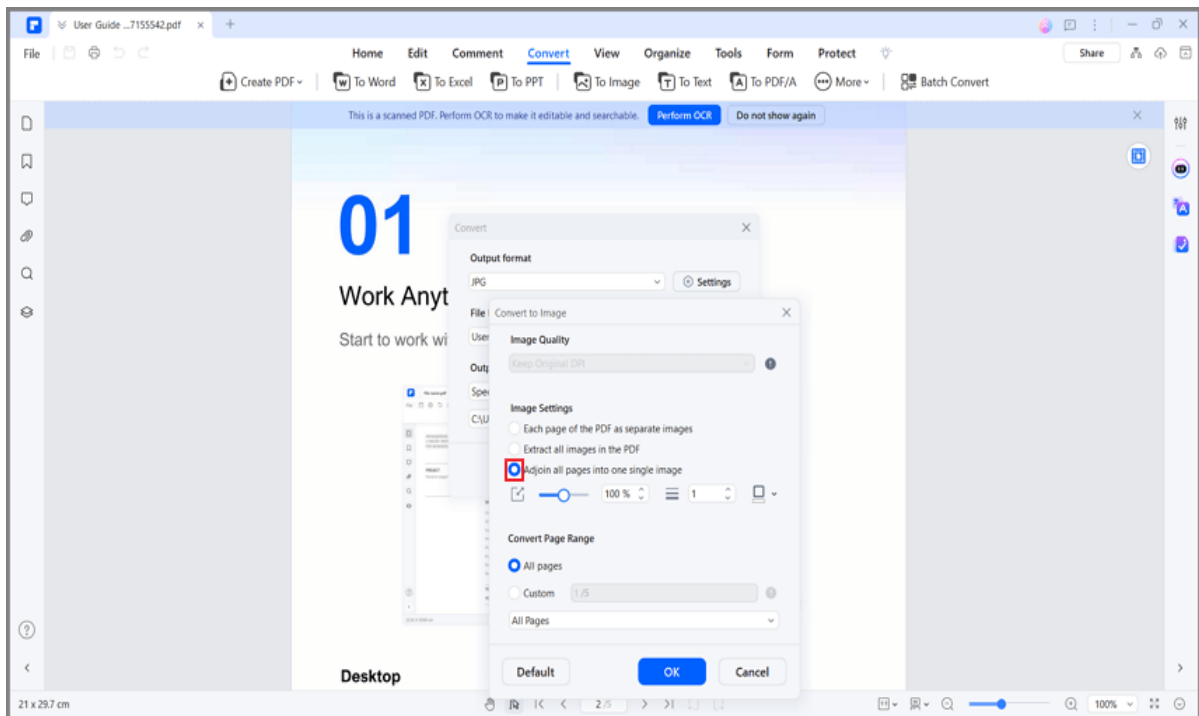 User Guide ...7155542.pdf
File Home Edit Comment Convert View Organize Tools Form Protect Share
Create PDF To Word To Excel To PPT To Image To Text To PDF/A More Batch Convert
This is a scanned PDF. Perform OCR to make it editable and searchable. Perform OCR Do not show again
01
Work Anyt
Start to work wi
Convert
Output format
JPG Settings
File
User
Outp
Spe
C:\U
Convert to Image
Image Quality
Keep Original DPI
Image Settings
Each page of the PDF as separate images
Extract all images in the PDF
Adjoin all pages into one single image
100 % 1
Convert Page Range
All pages
Custom 1 /5
All Pages
Default OK Cancel
Desktop
21 x 29.7 cm 2 /5 100%